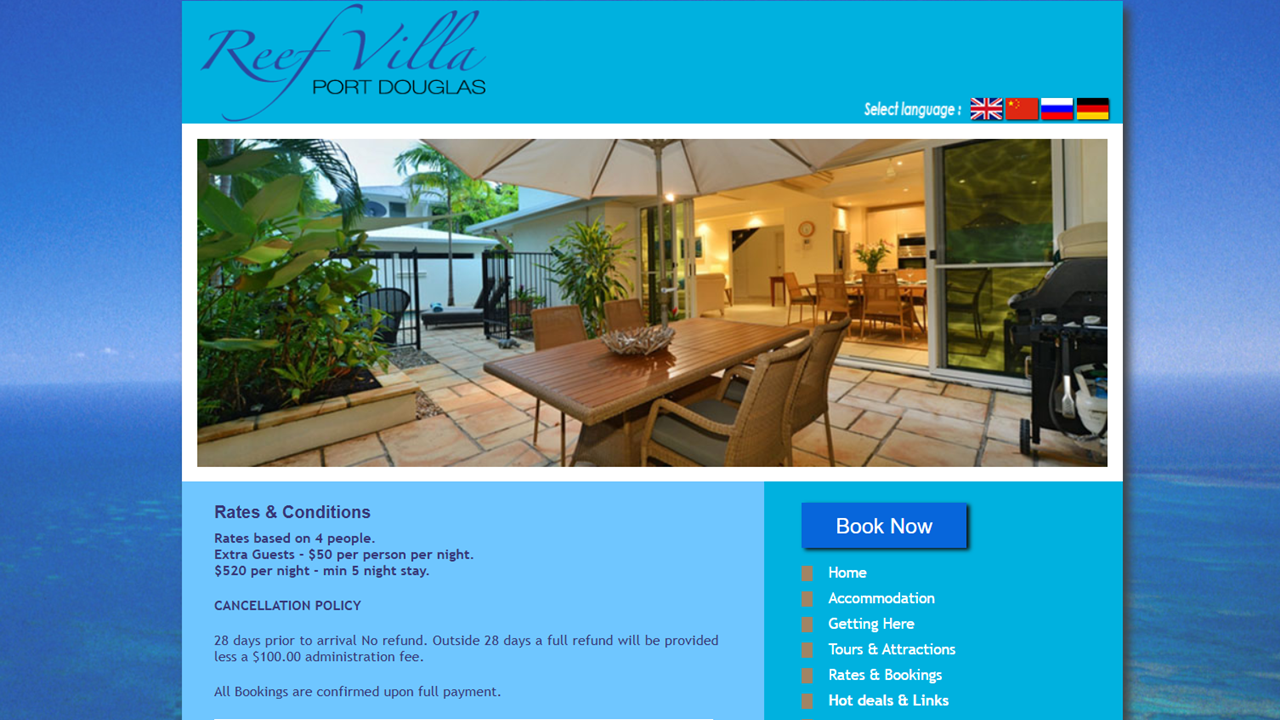 Reef Villa
PORT DOUGLAS
Select language :
Rates & Conditions
Rates based on 4 people.
Extra Guests - $50 per person per night.
$520 per night - min 5 night stay.
CANCELLATION POLICY
28 days prior to arrival No refund. Outside 28 days a full refund will be provided
less a $100.00 administration fee.
All Bookings are confirmed upon full payment.
Book Now
Home
Accommodation
Getting Here
Tours & Attractions
Rates & Bookings
Hot deals & Links